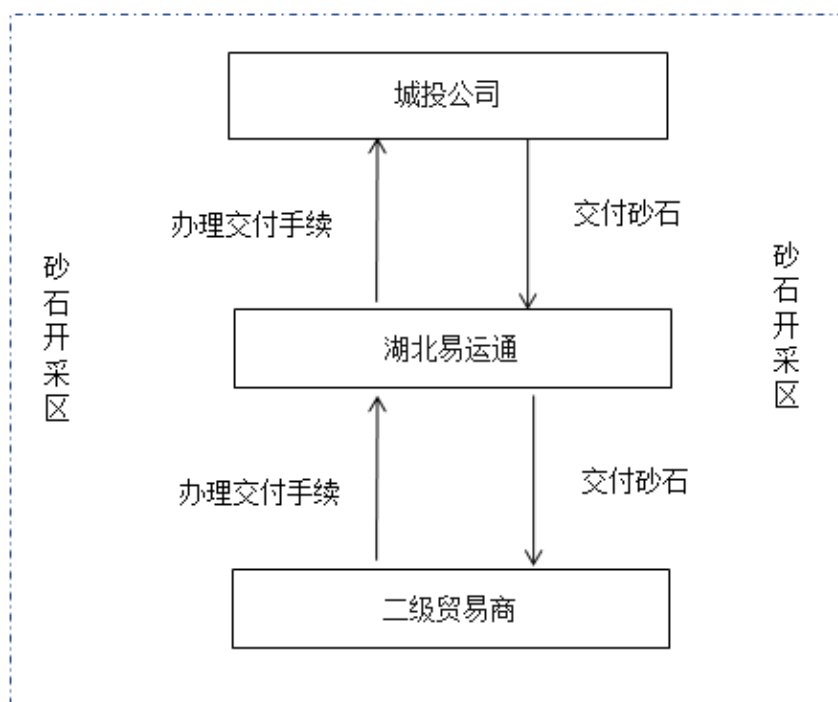 城投公司
办理交付手续
交付砂石
砂石开采区
砂石开采区
湖北易运通
办理交付手续
交付砂石
二级贸易商